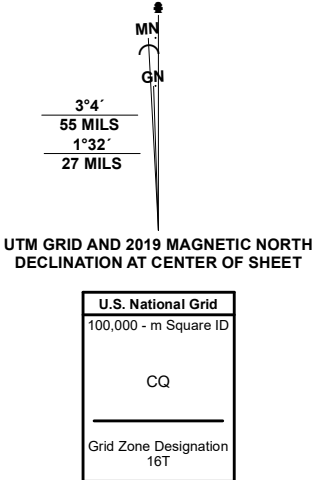 MN
GN
3°4´
55 MILS
1°32´
27 MILS
UTM GRID AND 2019 MAGNETIC NORTH
DECLINATION AT CENTER OF SHEET
U.S. National Grid
100,000 - m Square ID
CQ
Grid Zone Designation
16T